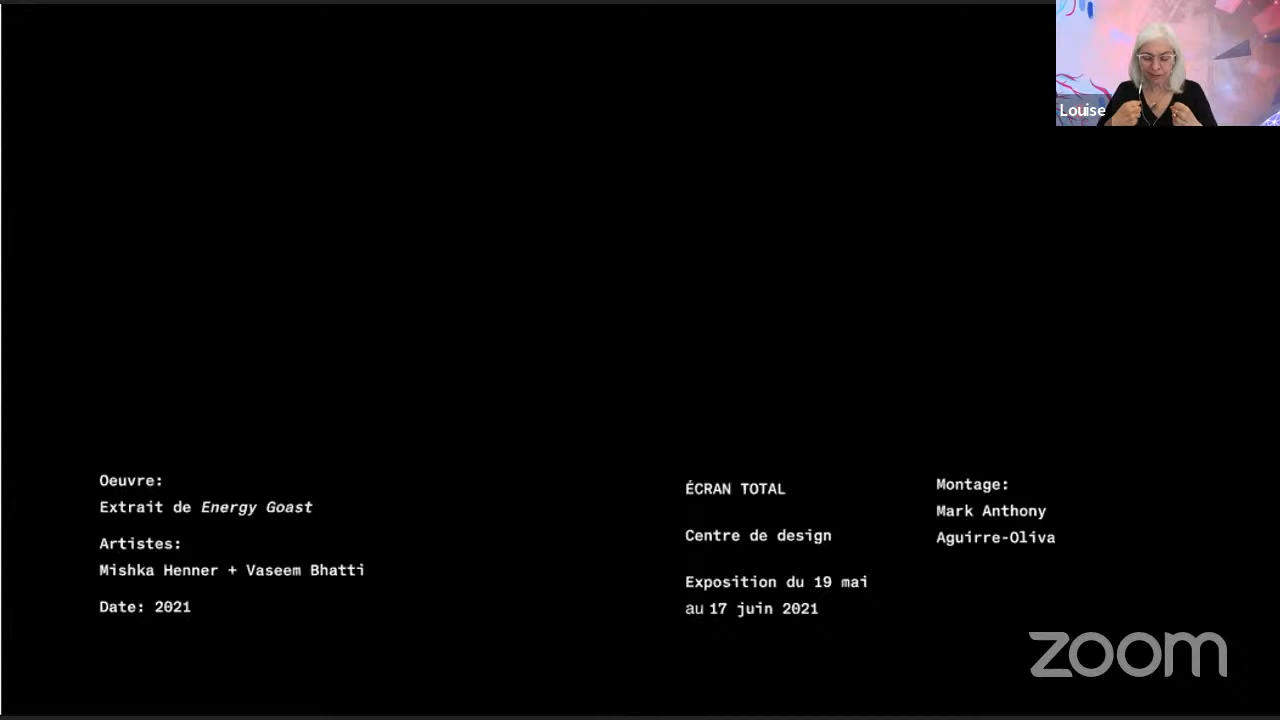 Louise
Oeuvre:
Extrait de Energy Goast
Artistes:
Mishka Henner + Vaseem Bhatti
Date: 2021
ÉCRAN TOTAL
Centre de design
Exposition du 19 mai
au 17 juin 2021
Montage:
Mark Anthony
Aguirre-Oliva
zoom